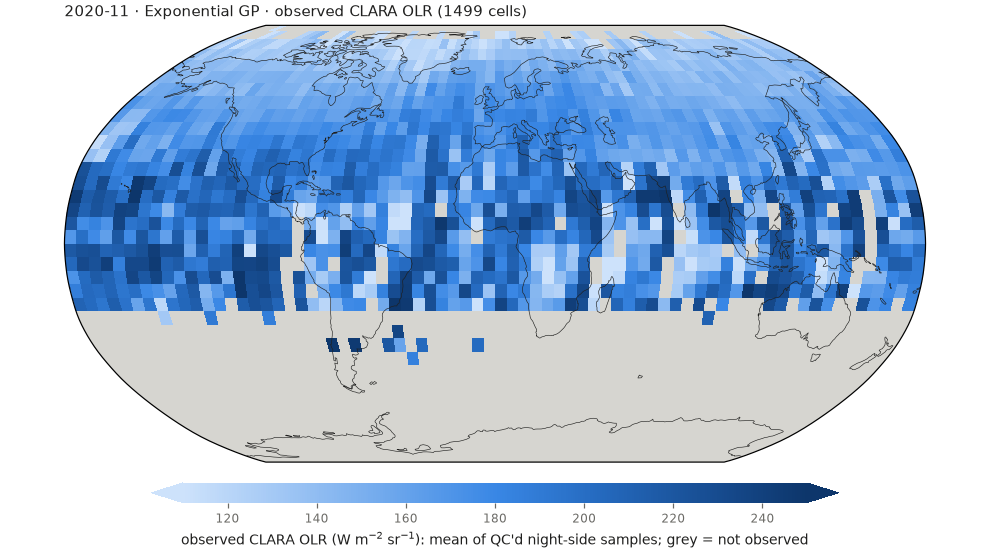 2020-11 · Exponential GP · observed CLARA OLR (1499 cells)
120 140 160 180 200 220 240
observed CLARA OLR (W m⁻² sr⁻¹): mean of QC'd night-side samples; grey = not observed